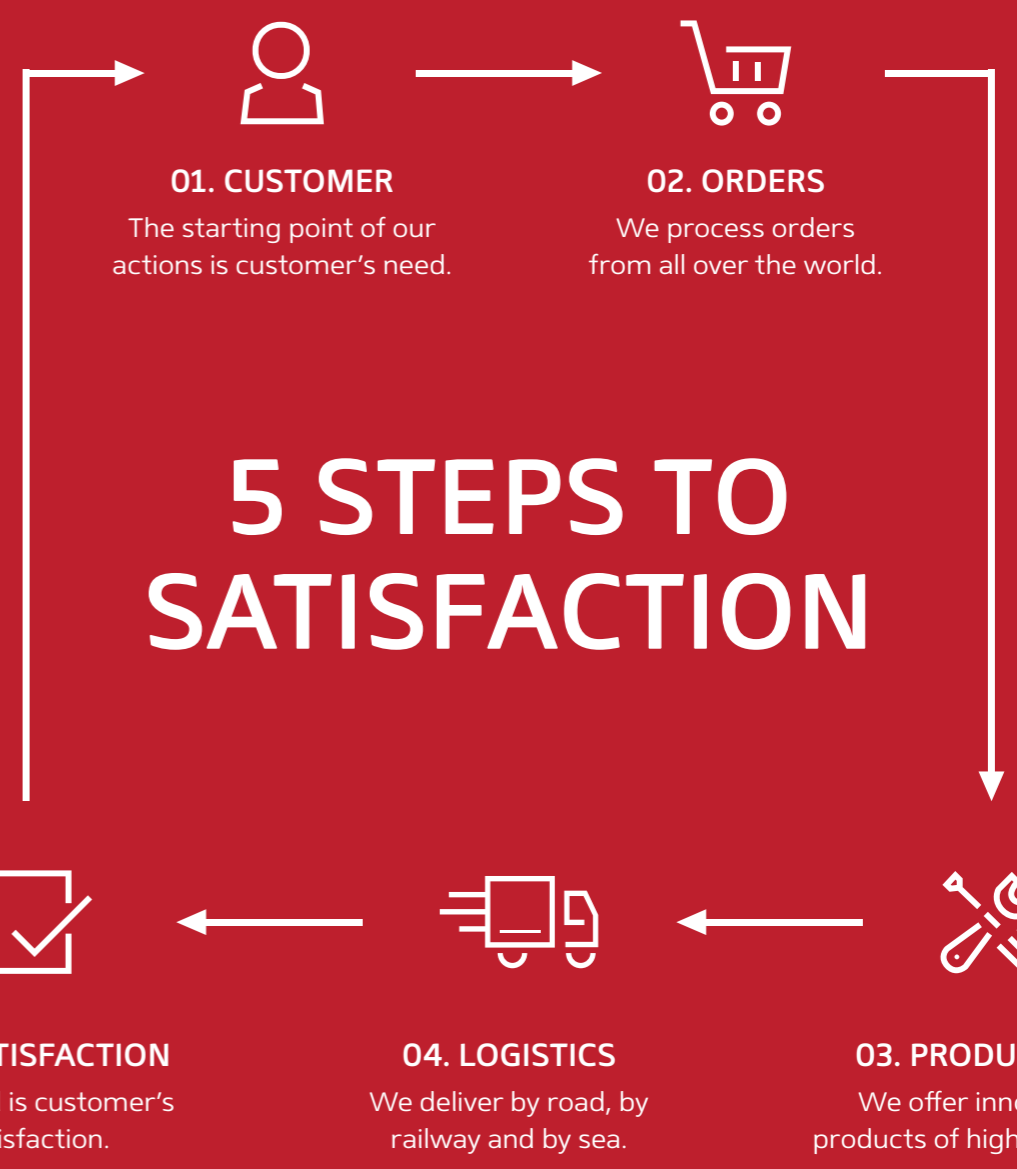 01. CUSTOMER
The starting point of our
actions is customer's need.
02. ORDERS
We process orders
from all over the world.
5 STEPS TO
SATISFACTION
TISFACTION
is customer's
isfaction.
04. LOGISTICS
We deliver by road, by
railway and by sea.
03. PRODU
We offer inno
products of high